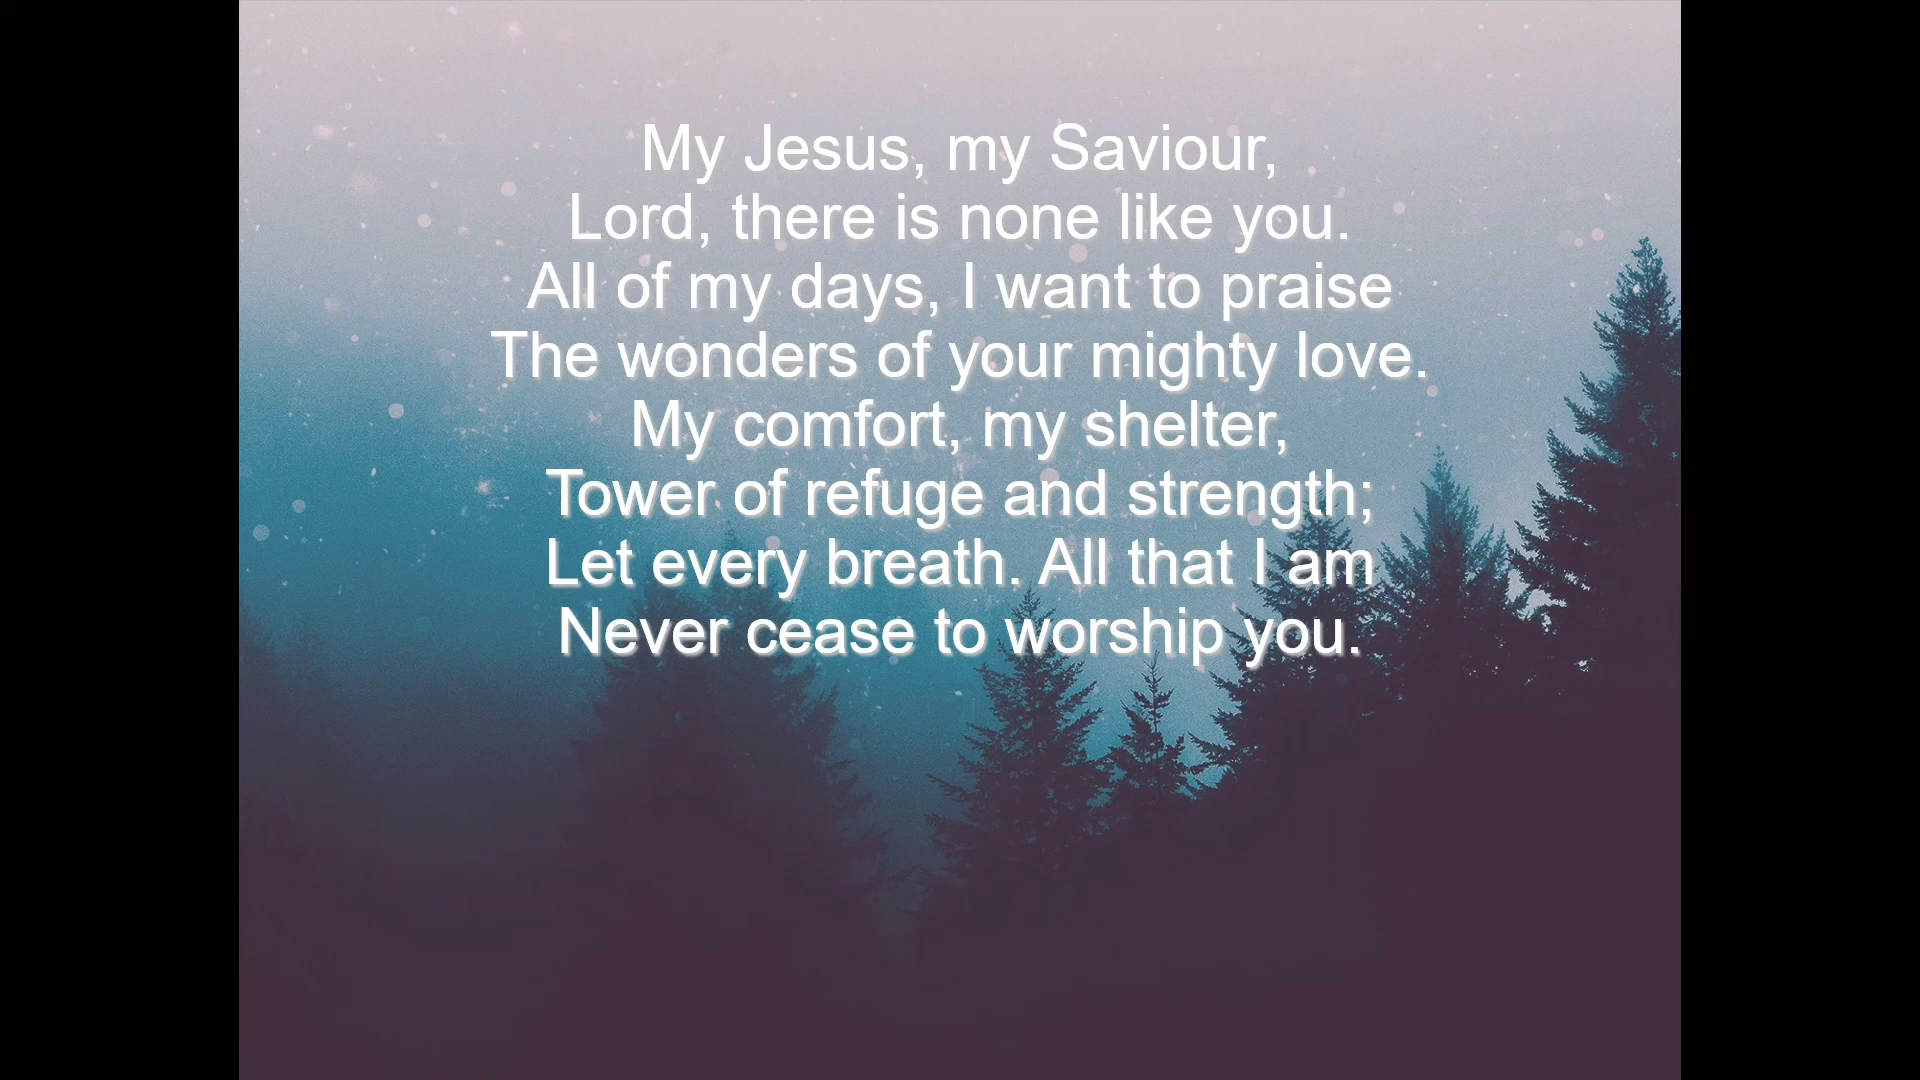 My Jesus, my Saviour,
Lord, there is none like you.
All of my days, I want to praise
The wonders of your mighty love.
My comfort, my shelter,
Tower of refuge and strength;
Let every breath. All that I am
Never cease to worship you.